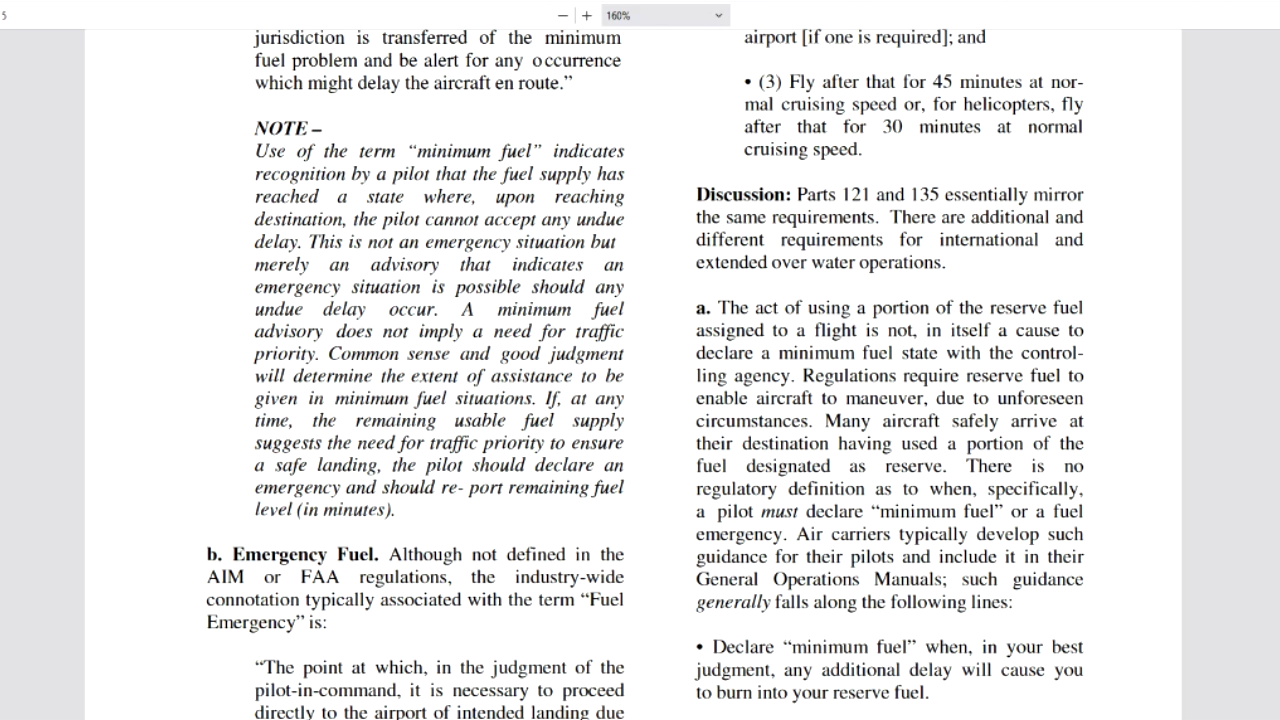 5
160%
jurisdiction is transferred of the minimum
fuel problem and be alert for any occurrence
which might delay the aircraft en route.”
NOTE –
Use of the term “minimum fuel” indicates
recognition by a pilot that the fuel supply has
reached a state where, upon reaching
destination, the pilot cannot accept any undue
delay. This is not an emergency situation but
merely an advisory that indicates an
emergency situation is possible should any
undue delay occur. A minimum fuel
advisory does not imply a need for traffic
priority. Common sense and good judgment
will determine the extent of assistance to be
given in minimum fuel situations. If, at any
time, the remaining usable fuel supply
suggests the need for traffic priority to ensure
a safe landing, the pilot should declare an
emergency and should re- port remaining fuel
level (in minutes).
b. Emergency Fuel. Although not defined in the
AIM or FAA regulations, the industry-wide
connotation typically associated with the term “Fuel
Emergency” is:
“The point at which, in the judgment of the
pilot-in-command, it is necessary to proceed
directly to the airport of intended landing due
airport [if one is required]; and
• (3) Fly after that for 45 minutes at nor-
mal cruising speed or, for helicopters, fly
after that for 30 minutes at normal
cruising speed.
Discussion: Parts 121 and 135 essentially mirror
the same requirements. There are additional and
different requirements for international and
extended over water operations.
a. The act of using a portion of the reserve fuel
assigned to a flight is not, in itself a cause to
declare a minimum fuel state with the control-
ling agency. Regulations require reserve fuel to
enable aircraft to maneuver, due to unforeseen
circumstances. Many aircraft safely arrive at
their destination having used a portion of the
fuel designated as reserve. There is no
regulatory definition as to when, specifically,
a pilot must declare “minimum fuel” or a fuel
emergency. Air carriers typically develop such
guidance for their pilots and include it in their
General Operations Manuals; such guidance
generally falls along the following lines:
• Declare “minimum fuel” when, in your best
judgment, any additional delay will cause you
to burn into your reserve fuel.